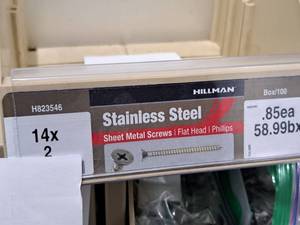 HILLMAN
H823546
Box/100
Stainless Steel
.85ea
14x
Sheet Metal Screws | Flat Head | Phillips
58.99bx
2